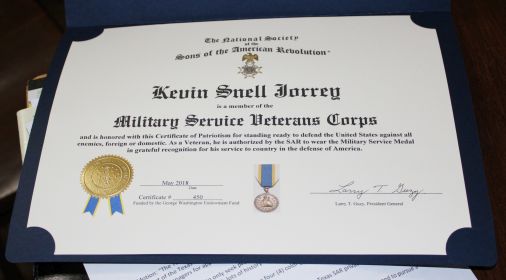 The National Society
of the
Sons of the American Revolution
Kevin Snell Jorrey
is a member of the
Military Service Veterans Corps
and is honored with this Certificate of Patriotism for standing ready to defend the United States against all
enemies, foreign or domestic. As a Veteran, he is authorized by the SAR to wear the Military Service Medal
in grateful recognition for his service to country in the defense of America.
May 2018
Date
Certificate # 450
Funded by the George Washington Endowment Fund
Larry T. Guzy
Larry, T. Guzy, President General